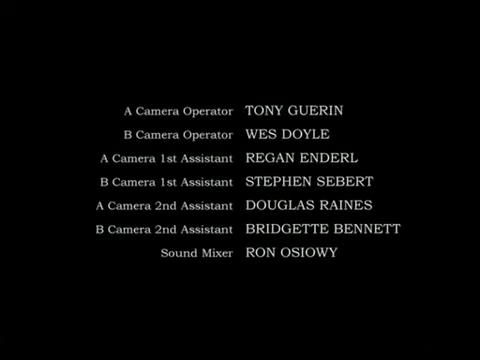 A Camera Operator TONY GUERIN
B Camera Operator WES DOYLE
A Camera 1st Assistant REGAN ENDERL
B Camera 1st Assistant STEPHEN SEBERT
A Camera 2nd Assistant DOUGLAS RAINES
B Camera 2nd Assistant BRIDGETTE BENNETT
Sound Mixer RON OSIOWY